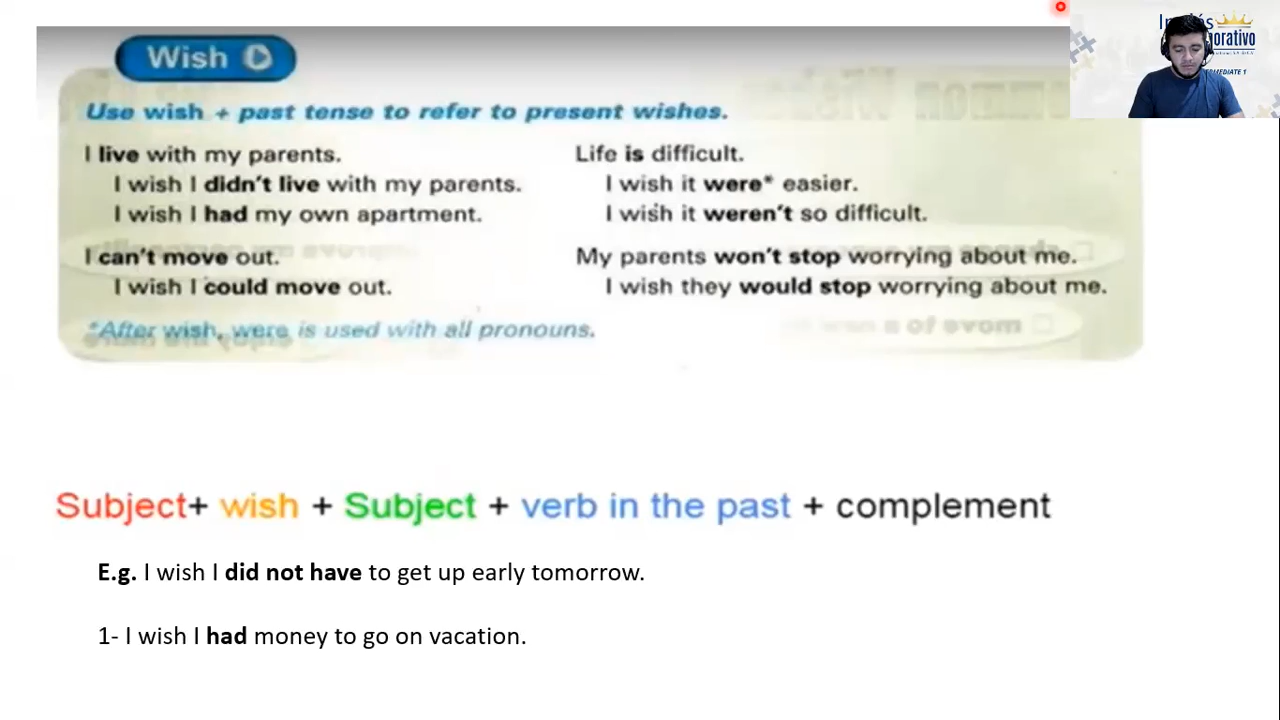 Wish
Use wish + past tense to refer to present wishes.
I live with my parents.
I wish I didn't live with my parents.
I wish I had my own apartment.
I can't move out.
I wish I could move out.
*After wish, were is used with all pronouns.
Life is difficult.
I wish it were* easier.
I wish it weren't so difficult.
My parents won't stop worrying about me.
I wish they would stop worrying about me.
Subject+ wish + Subject + verb in the past + complement
E.g. I wish I did not have to get up early tomorrow.
1- I wish I had money to go on vacation.